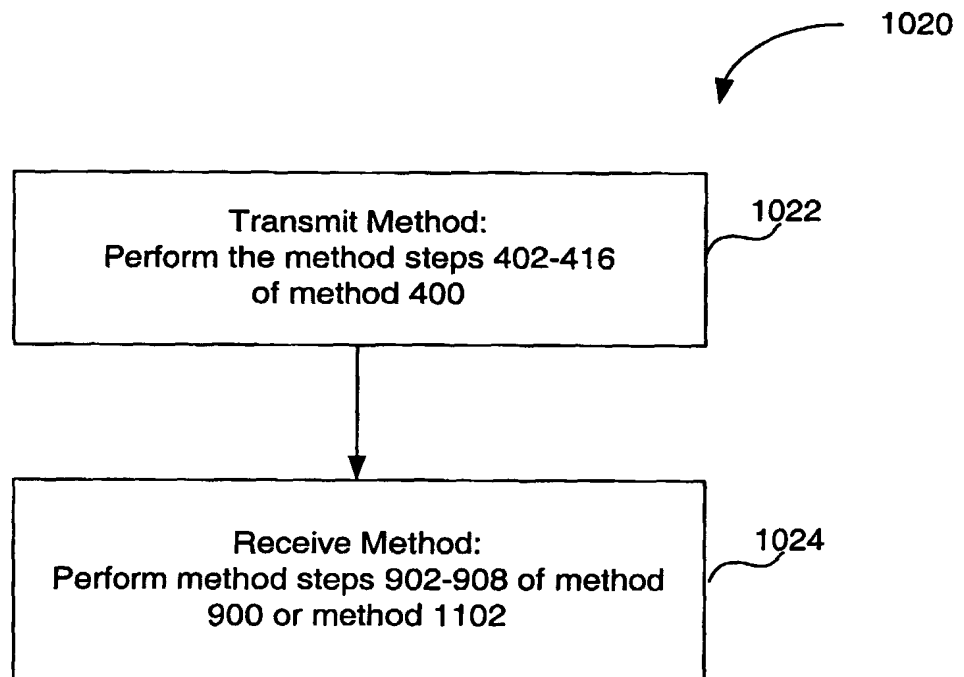 1020
Transmit Method:
Perform the method steps 402-416
of method 400
1022
Receive Method:
Perform method steps 902-908 of method
900 or method 1102
1024